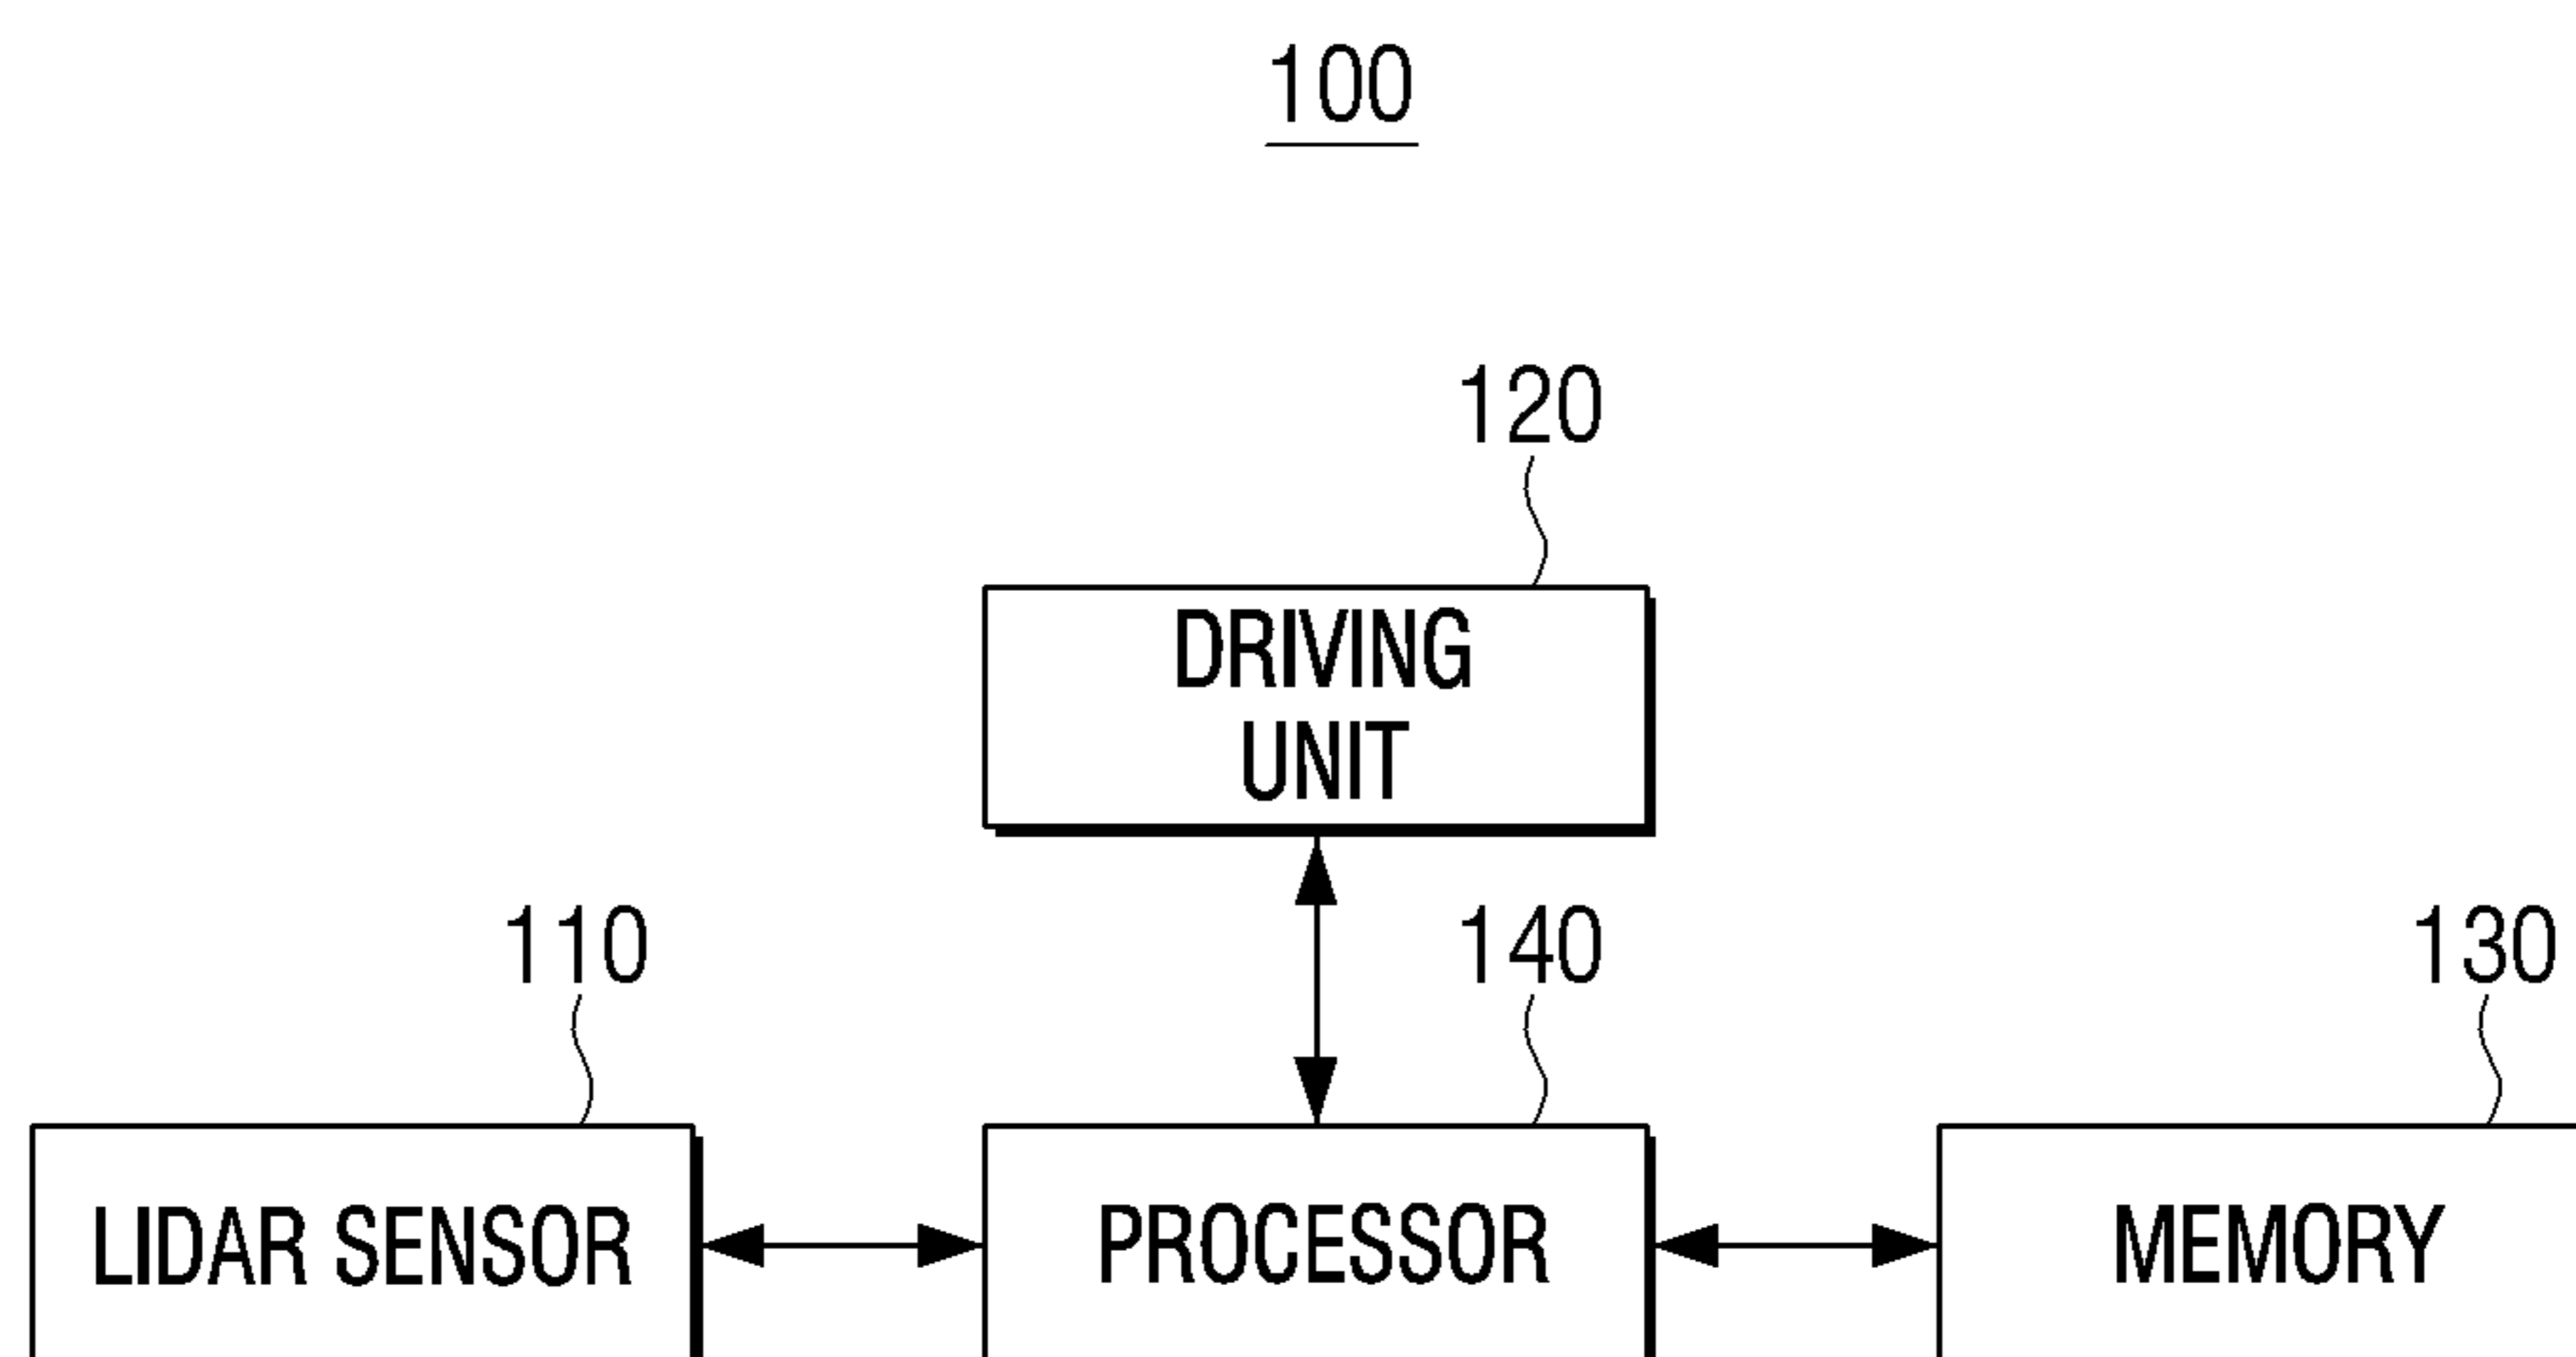 100
120
DRIVING
UNIT
110
140
130
LIDAR SENSOR
PROCESSOR
MEMORY